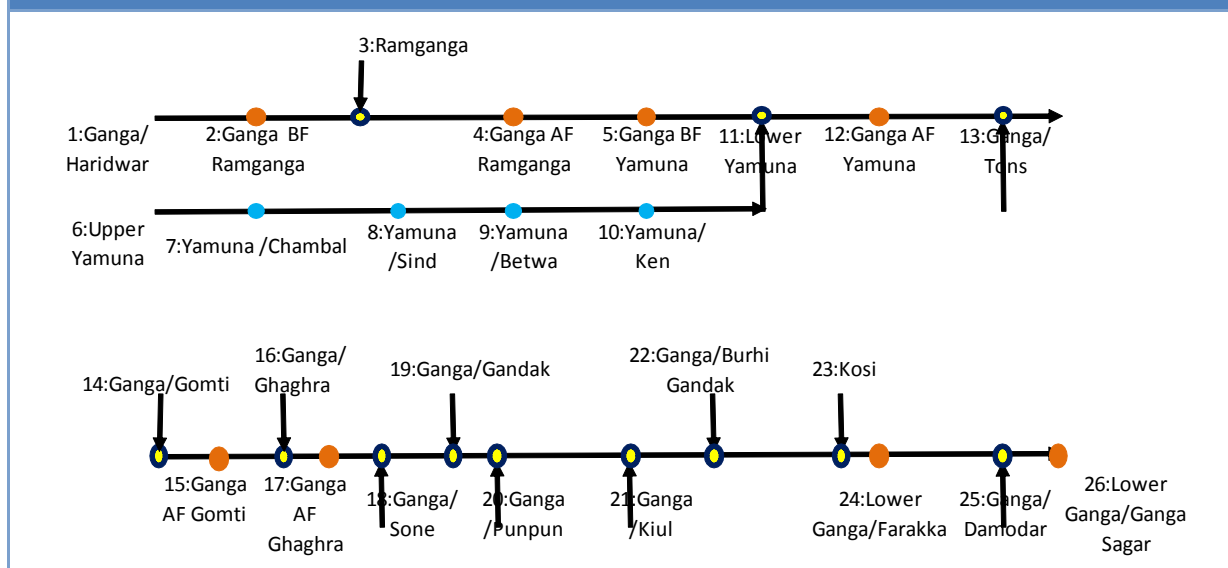 3:Ramganga
1:Ganga/
Haridwar
2:Ganga BF
Ramganga
4:Ganga AF
Ramganga
5:Ganga BF
Yamuna
11:Lower
Yamuna
12:Ganga AF
Yamuna
13:Ganga/
Tons
6:Upper
Yamuna
7:Yamuna /Chambal
8:Yamuna
/Sind
9:Yamuna
/Betwa
10:Yamuna/
Ken
14:Ganga/Gomti
16:Ganga/
Ghaghra
19:Ganga/Gandak
22:Ganga/Burhi
Gandak
23:Kosi
15:Ganga
AF Gomti
17:Ganga
AF
Ghaghra
18:Ganga/
Sone
20:Ganga
/Punpun
21:Ganga
/Kiul
24:Lower
Ganga/Farakka
25:Ganga/
Damodar
26:Lower
Ganga/Ganga
Sagar